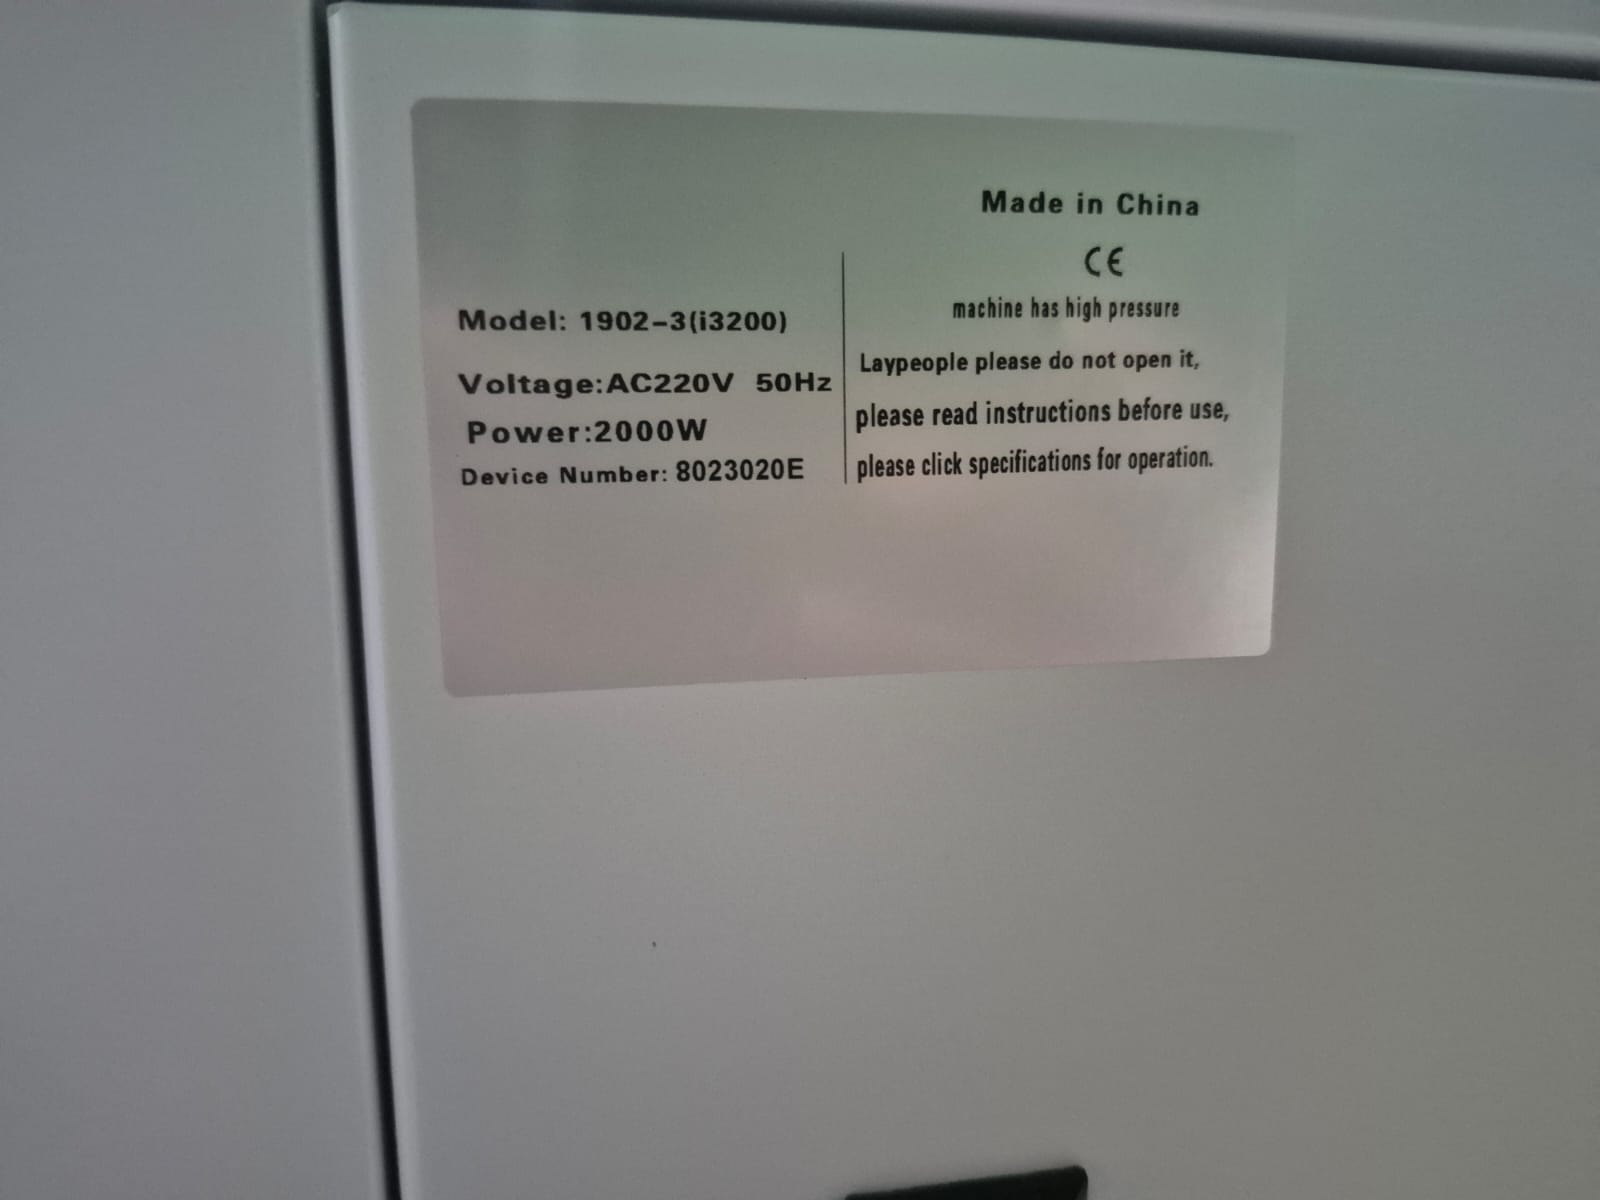 Model: 1902-3(i3200)
Voltage:AC220V 50Hz
Power:2000W
Device Number: 8023020E
Made in China
CE
machine has high pressure
Laypeople please do not open it,
please read instructions before use,
please click specifications for operation.